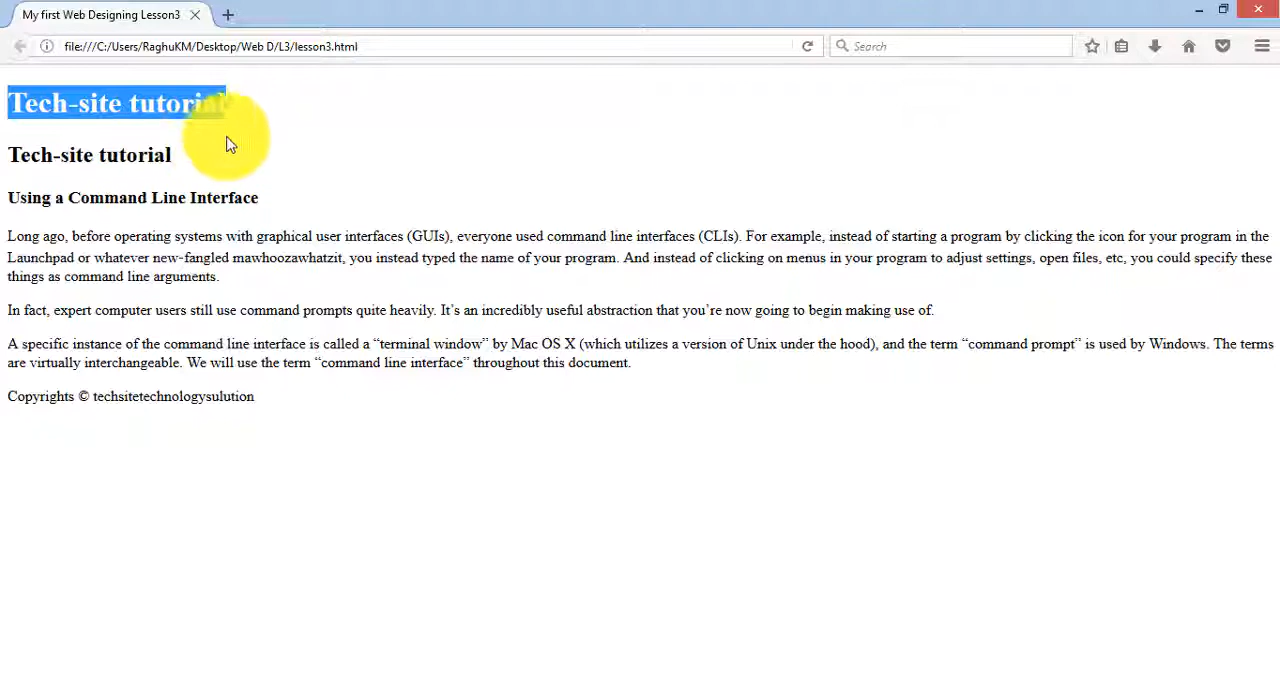 My first Web Designing Lesson3
file:///C:/Users/RaghuKM/Desktop/Web D/L3/lesson3.html
Search
Tech-site tutorial
Tech-site tutorial
Using a Command Line Interface
Long ago, before operating systems with graphical user interfaces (GUIs), everyone used command line interfaces (CLIs). For example, instead of starting a program by clicking the icon for your program in the
Launchpad or whatever new-fangled mawhoozawhatzit, you instead typed the name of your program. And instead of clicking on menus in your program to adjust settings, open files, etc, you could specify these
things as command line arguments.
In fact, expert computer users still use command prompts quite heavily. It’s an incredibly useful abstraction that you’re now going to begin making use of.
A specific instance of the command line interface is called a “terminal window” by Mac OS X (which utilizes a version of Unix under the hood), and the term “command prompt” is used by Windows. The terms
are virtually interchangeable. We will use the term “command line interface” throughout this document.
Copyrights © techsitetechnologysulution